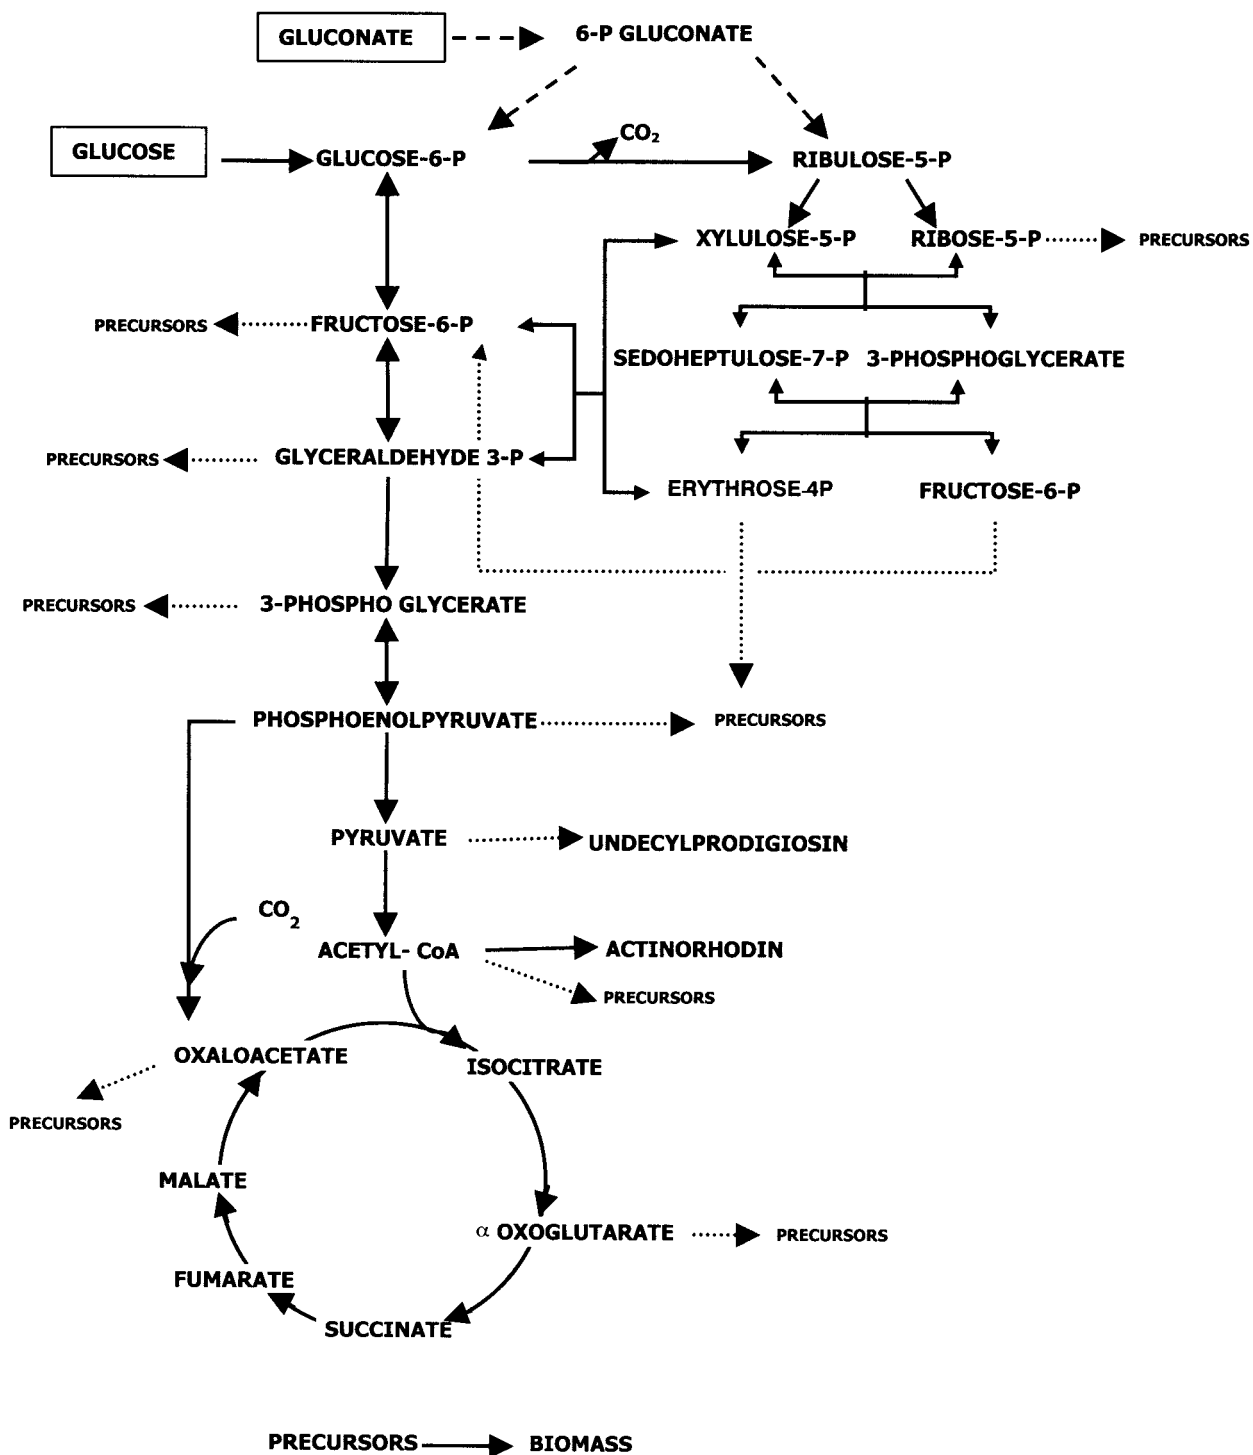 GLUCONATE
6-P GLUCONATE
GLUCOSE
GLUCOSE-6-P
CO2
RIBULOSE-5-P
XYLULOSE-5-P
RIBOSE-5-P
PRECURSORS
PRECURSORS
FRUCTOSE-6-P
SEDOHEPTULOSE-7-P
3-PHOSPHOGLYCERATE
PRECURSORS
GLYCERALDEHYDE 3-P
ERYTHROSE-4P
FRUCTOSE-6-P
PRECURSORS
3-PHOSPHO GLYCERATE
PHOSPHOENOLPYRUVATE
PRECURSORS
PYRUVATE
UNDECYLPRODIGIOSIN
CO2
ACETYL- CoA
ACTINORHODIN
PRECURSORS
OXALOACETATE
ISOCITRATE
PRECURSORS
MALATE
α OXOGLUTARATE
PRECURSORS
FUMARATE
SUCCINATE
PRECURSORS
BIOMASS